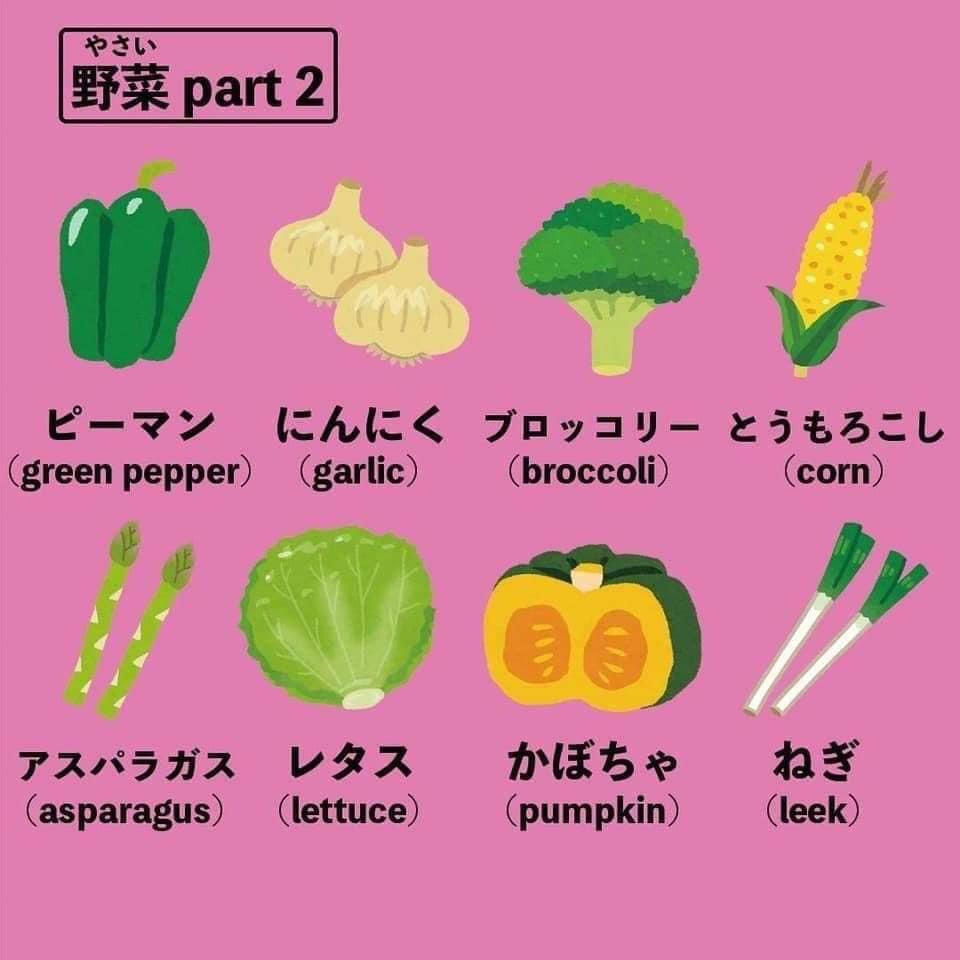 やさい
野菜 part 2
ピーマン にんにく ブロッコリー とうもろこし
（green pepper） （garlic） （broccoli） （corn）
アスパラガス レタス かぼちゃ ねぎ
（asparagus） （lettuce） （pumpkin） （leek）